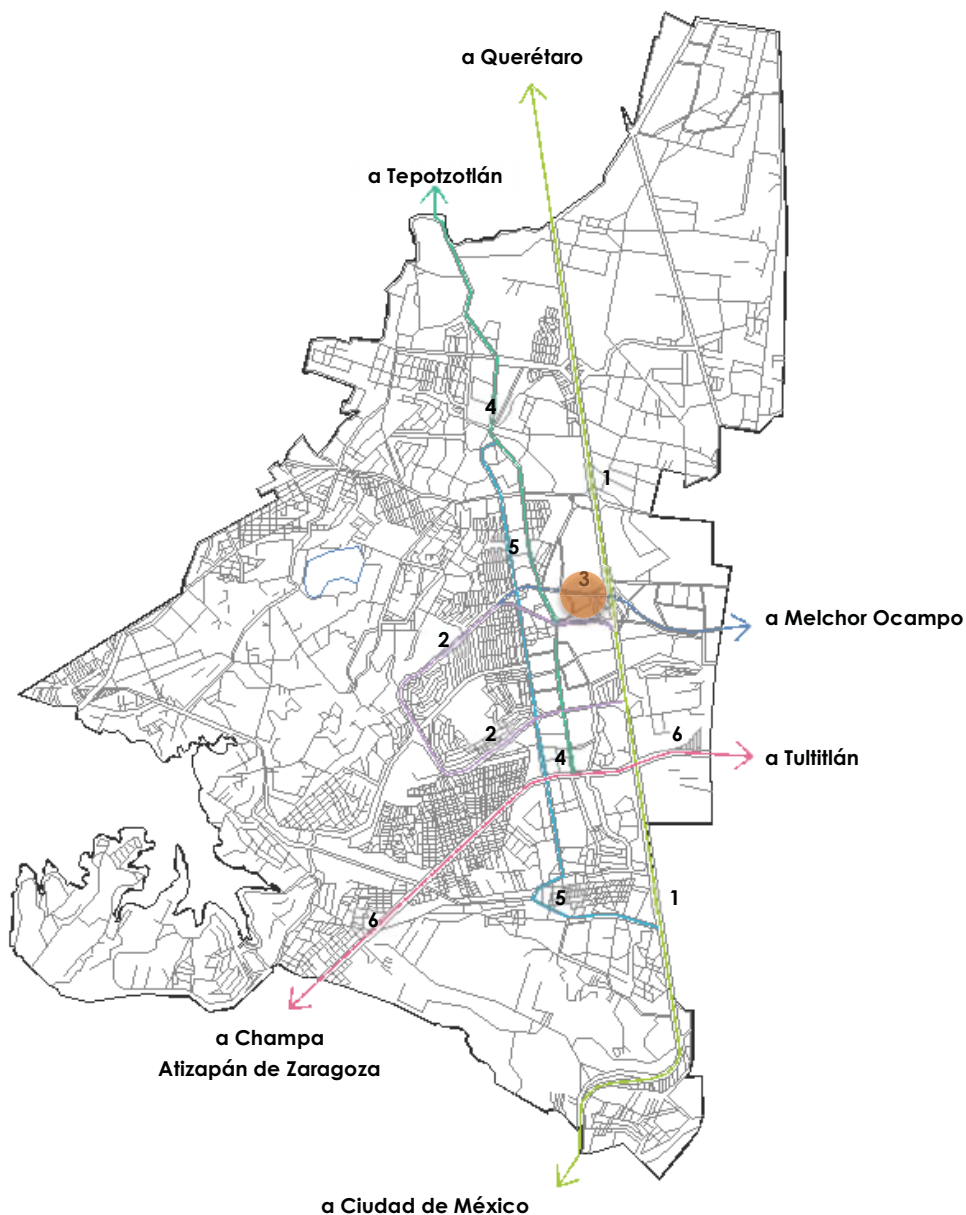 a Querétaro
a Tepotzotlán
4
1
5
3
a Melchor Ocampo
2
2
6
4
a Tultitlán
5
1
6
a Champa
Atizapán de Zaragoza
a Ciudad de México